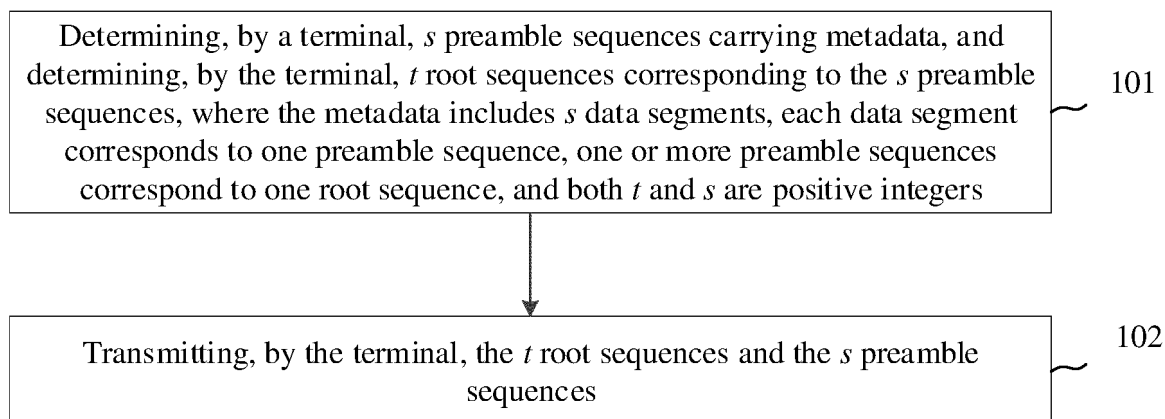 Determining, by a terminal, s preamble sequences carrying metadata, and
determining, by the terminal, t root sequences corresponding to the s preamble
sequences, where the metadata includes s data segments, each data segment
corresponds to one preamble sequence, one or more preamble sequences
correspond to one root sequence, and both t and s are positive integers
101
Transmitting, by the terminal, the t root sequences and the s preamble
sequences
102